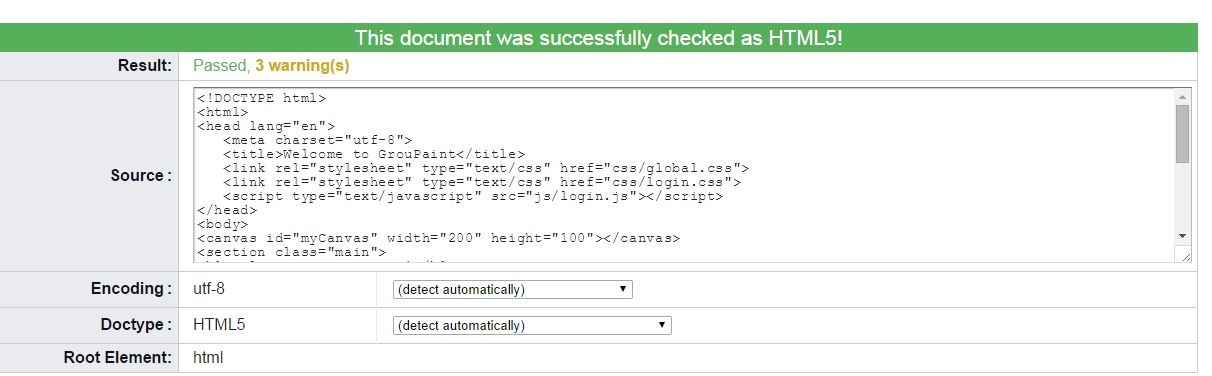 This document was successfully checked as HTML5!
Result: Passed, 3 warning(s)
Source :
<!DOCTYPE html>
<html>
<head lang="en">
<meta charset="utf-8">
<title>Welcome to GrouPaint</title>
<link rel="stylesheet" type="text/css" href="css/global.css">
<link rel="stylesheet" type="text/css" href="css/login.css">
<script type="text/javascript" src="js/login.js"></script>
</head>
<body>
<canvas id="myCanvas" width="200" height="100"></canvas>
<section class="main">
Encoding : utf-8 (detect automatically)
Doctype : HTML5 (detect automatically)
Root Element: html